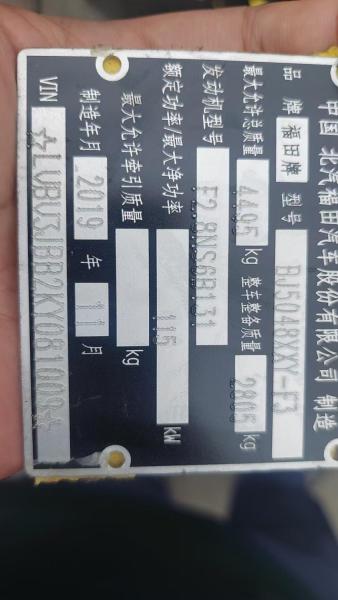 中国 北汽福田汽车股份有限公司 制造
品牌 福田牌 型号 BJ5048XXY-F3
最大允许总质量 4495 kg 整车整备质量 2805 kg
发动机型号 F2.8NS6B131
额定功率/最大净功率 115 kW
最大允许牵引质量 kg
制造年月 2019 年 11 月
VIN ☆LVBV3JBB2KY081009☆